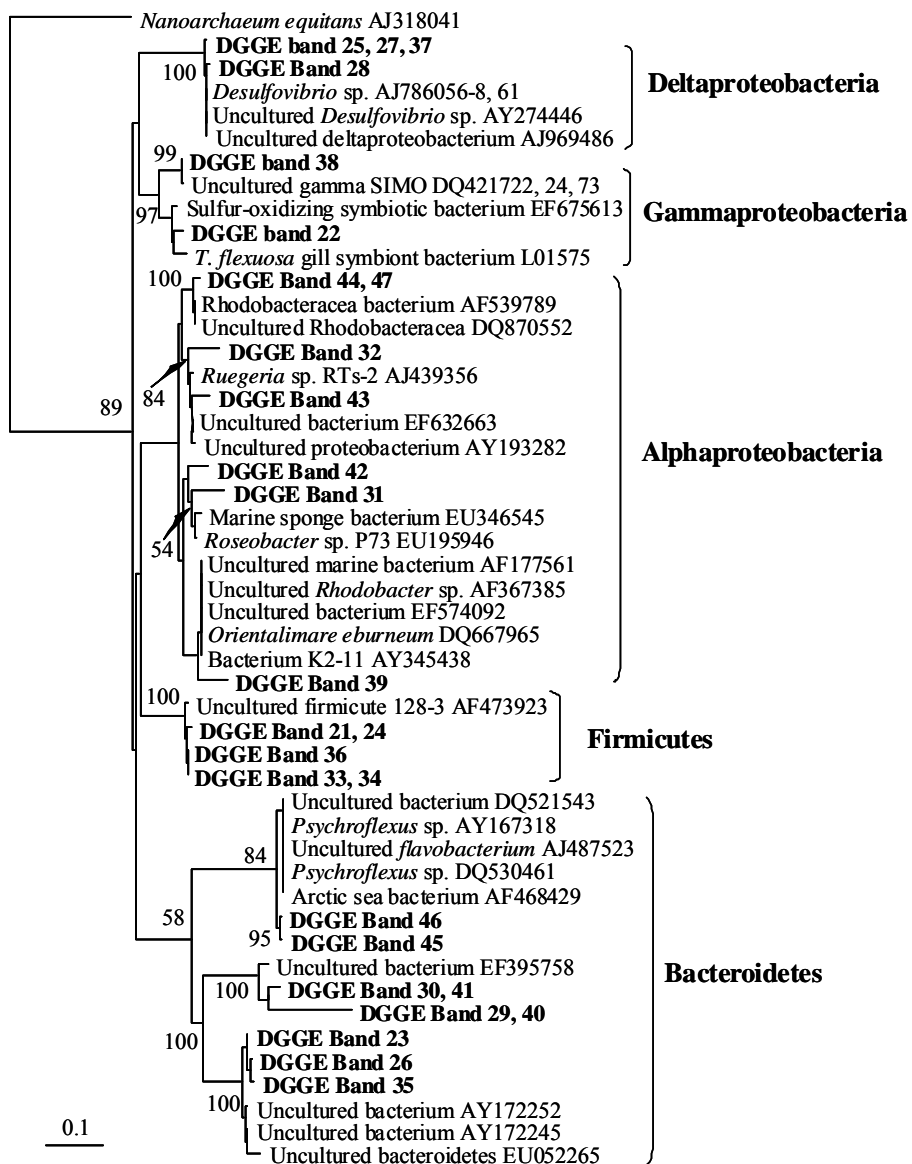 Nanoarchaeum equitans AJ318041
DGGE band 25, 27, 37
100
DGGE Band 28
Desulfovibrio sp. AJ786056-8, 61
Uncultured Desulfovibrio sp. AY274446
Uncultured deltaproteobacterium AJ969486
Deltaproteobacteria
99
DGGE band 38
Uncultured gamma SIMO DQ421722, 24, 73
Sulfur-oxidizing symbiotic bacterium EF675613
97
DGGE band 22
T. flexuosa gill symbiont bacterium L01575
Gammaproteobacteria
100
DGGE Band 44, 47
Rhodobacteracea bacterium AF539789
Uncultured Rhodobacteracea DQ870552
DGGE Band 32
Ruegeria sp. RTs-2 AJ439356
84
DGGE Band 43
89
Uncultured bacterium EF632663
Uncultured proteobacterium AY193282
Alphaproteobacteria
DGGE Band 42
DGGE Band 31
Marine sponge bacterium EU346545
Roseobacter sp. P73 EU195946
54
Uncultured marine bacterium AF177561
Uncultured Rhodobacter sp. AF367385
Uncultured bacterium EF574092
Orientalimare eburneum DQ667965
Bacterium K2-11 AY345438
DGGE Band 39
100
Uncultured firmicute 128-3 AF473923
DGGE Band 21, 24
DGGE Band 36
DGGE Band 33, 34
Firmicutes
Uncultured bacterium DQ521543
Psychroflexus sp. AY167318
Uncultured flavobacterium AJ487523
84
Psychroflexus sp. DQ530461
Arctic sea bacterium AF468429
58
DGGE Band 46
95
DGGE Band 45
Uncultured bacterium EF395758
Bacteroidetes
100
DGGE Band 30, 41
DGGE Band 29, 40
100
DGGE Band 23
DGGE Band 26
DGGE Band 35
100
Uncultured bacterium AY172252
Uncultured bacterium AY172245
Uncultured bacteroidetes EU052265
0.1